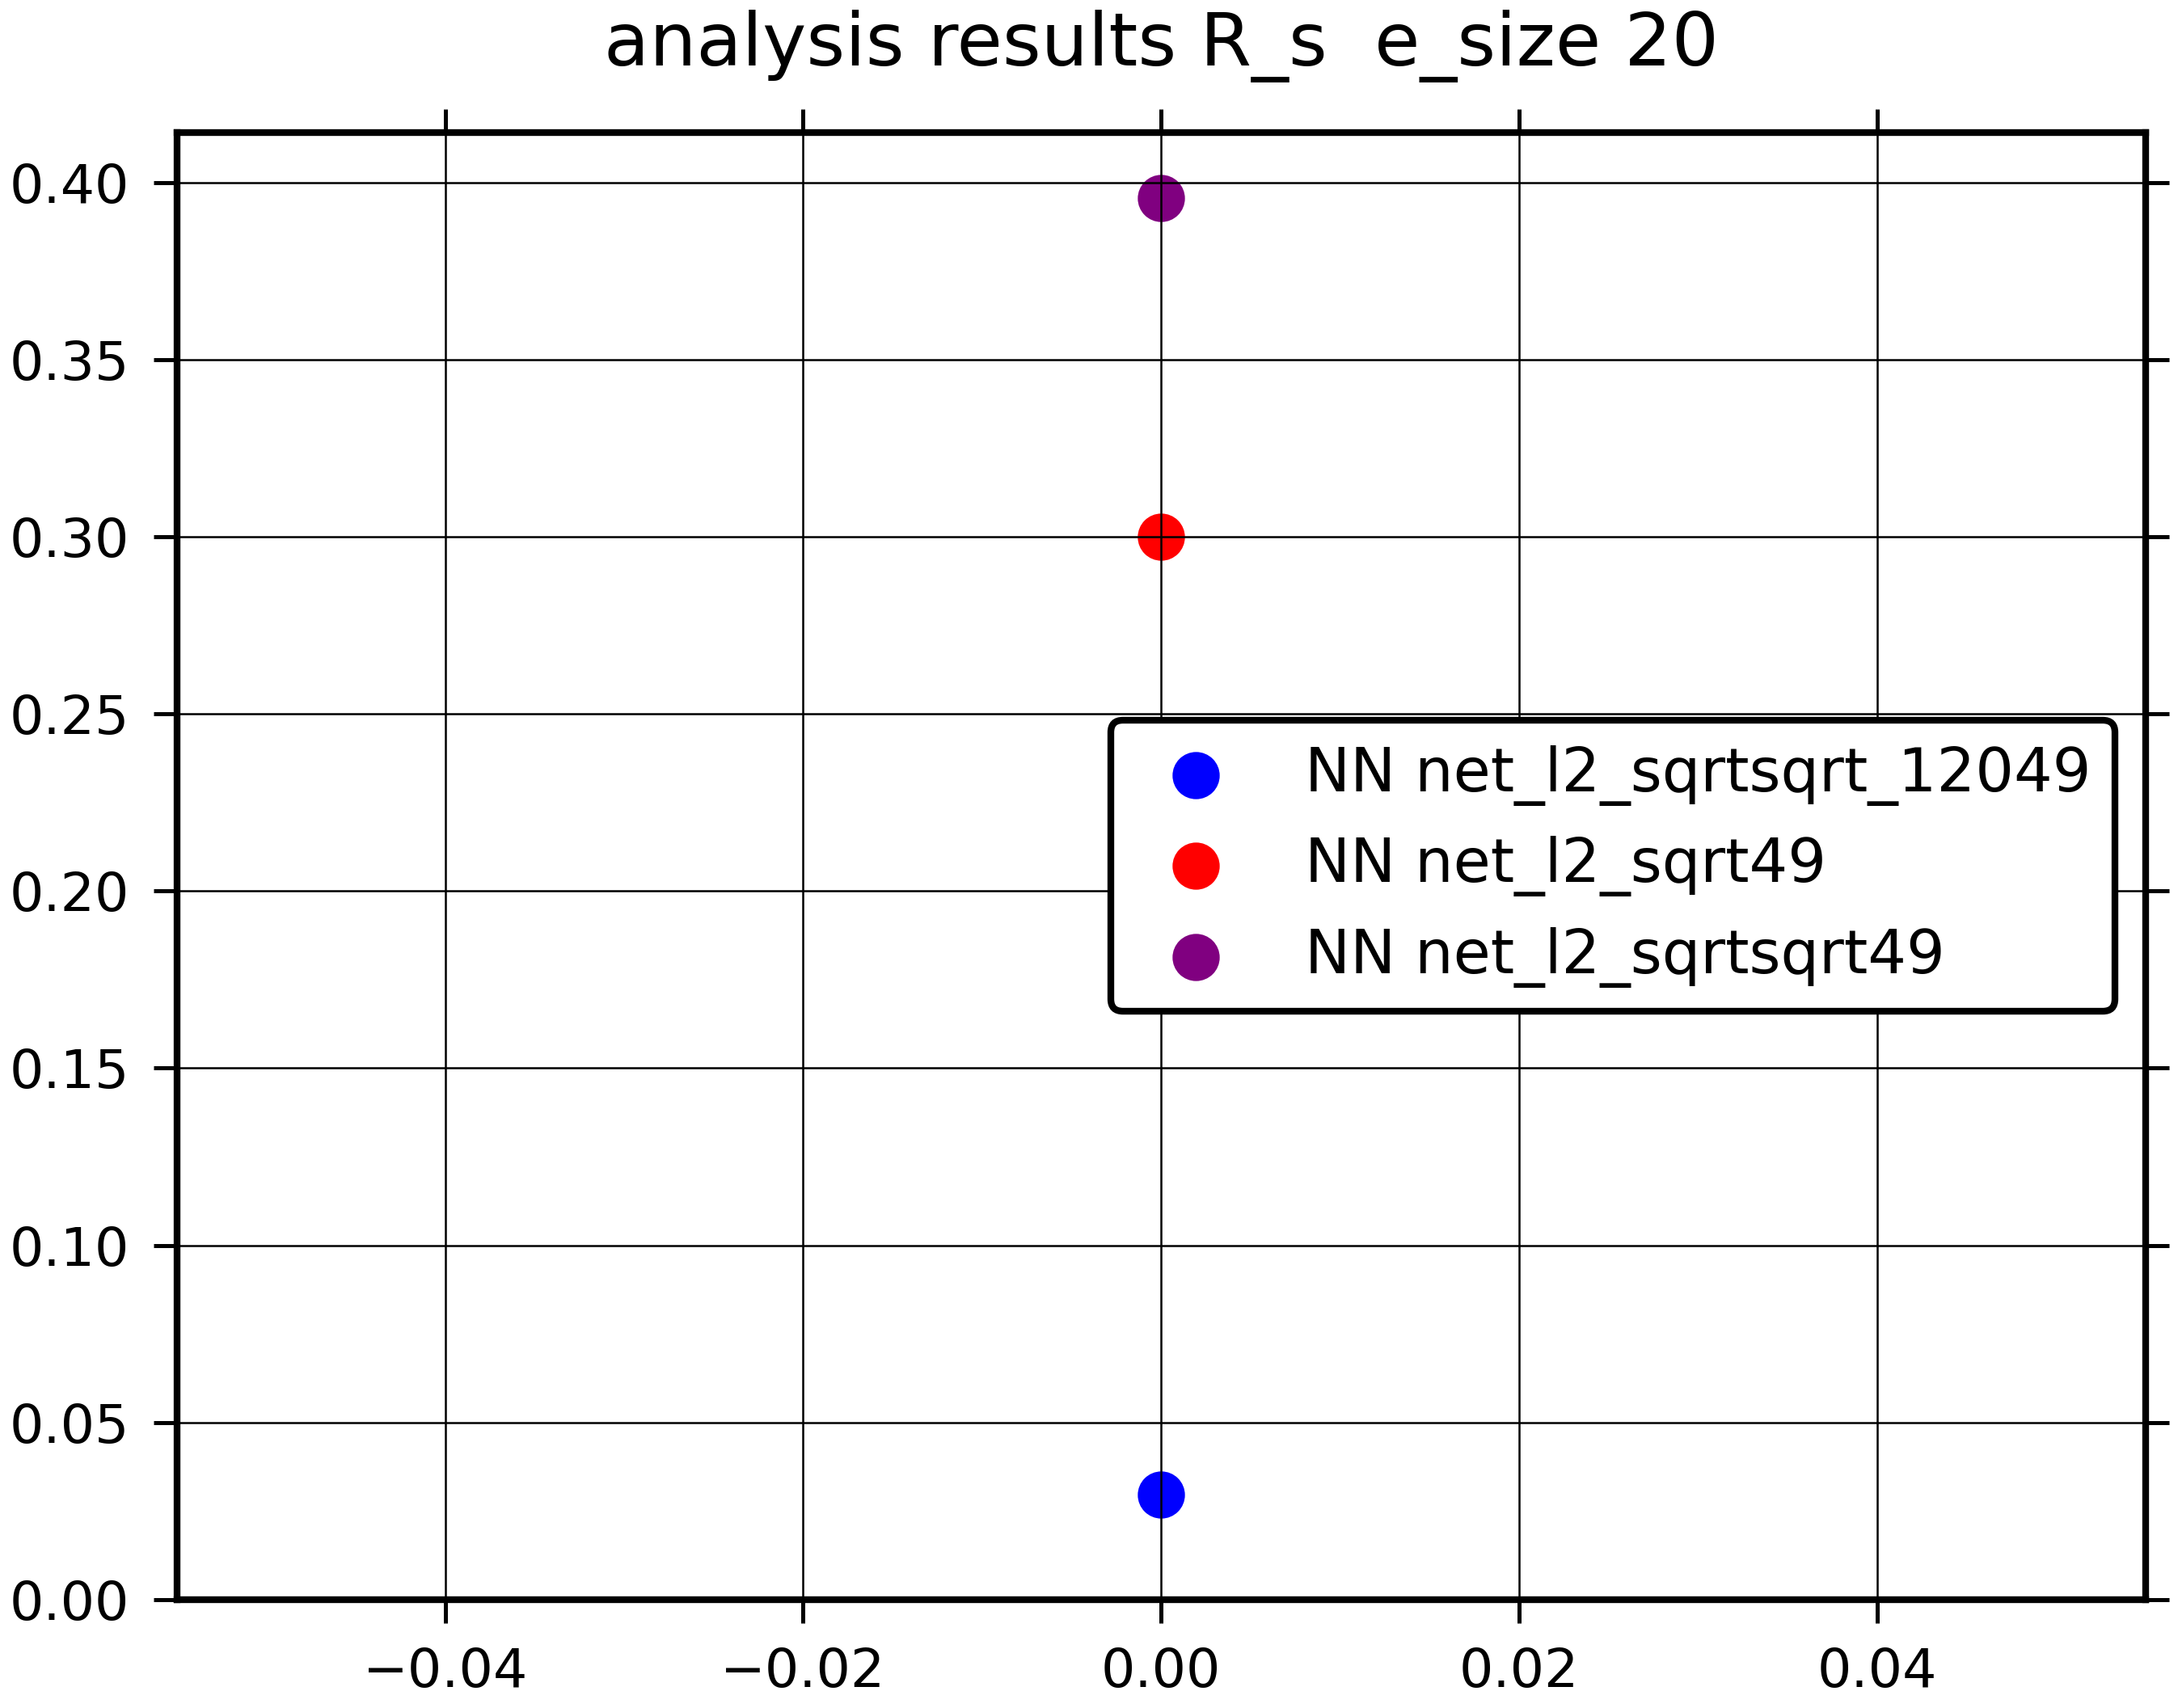 analysis results R_s  e_size 20
0.40
0.35
0.30
0.25
0.20
0.15
0.10
0.05
0.00
NN net_l2_sqrtsqrt_12049
NN net_l2_sqrt49
NN net_l2_sqrtsqrt49
−0.04 −0.02 0.00 0.02 0.04